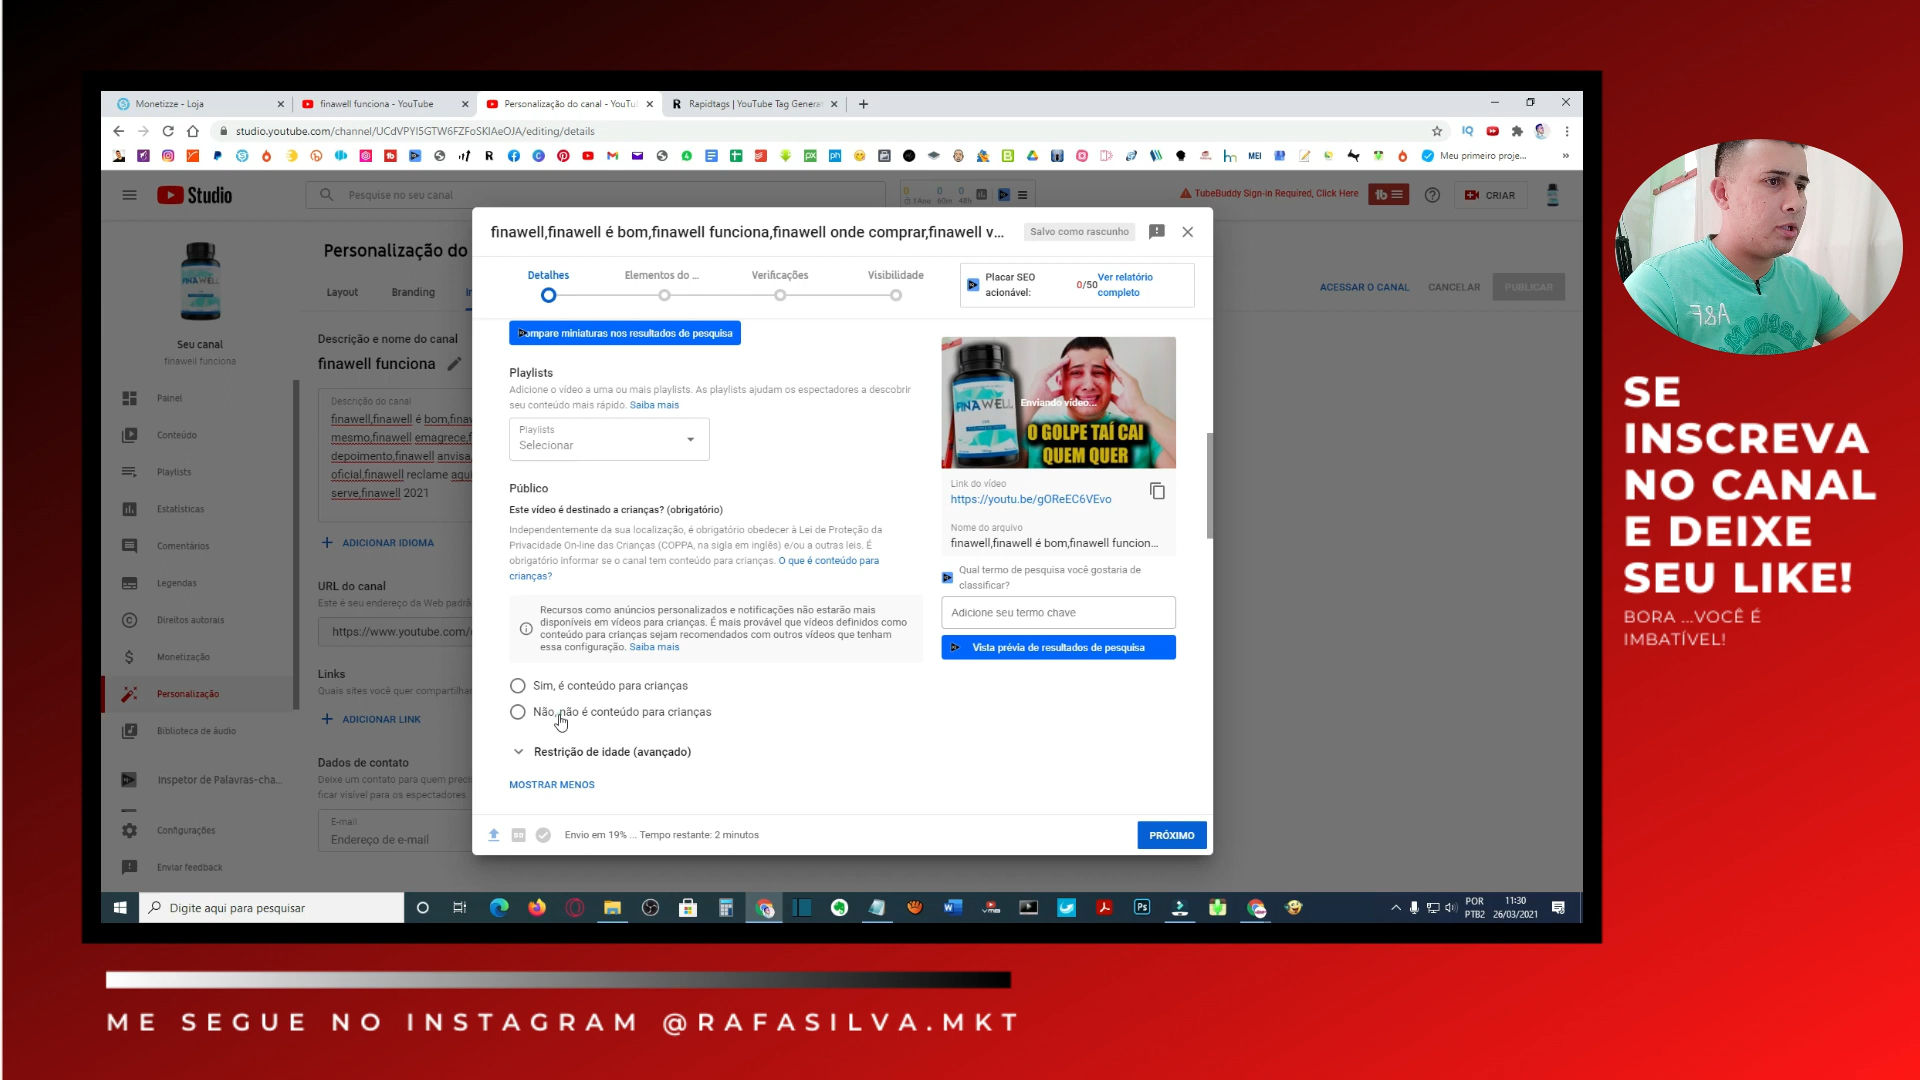 Monetizze - Loja
finawell funciona - YouTube
Personalização do canal - YouTu
Rapidtags | YouTube Tag Generat
studio.youtube.com/channel/UCdVPYI5GTW6FZFoSKIAeOJA/editing/details
Meu primeiro proje...
Studio
Pesquise no seu canal
TubeBuddy Sign-In Required, Click Here
CRIAR
Seu canal
finawell funciona
Painel
Conteúdo
Playlists
Estatísticas
Comentários
Legendas
Direitos autorais
Monetização
Personalização
Biblioteca de áudio
Inspetor de Palavras-cha...
Configurações
Enviar feedback
Personalização do
Layout
Branding
ACESSAR O CANAL
CANCELAR
PUBLICAR
Descrição e nome do canal
finawell funciona
Descrição do canal
finawell,finawell é bom,finaw
mesmo,finawell emagrece,f
depoimento,finawell anvisa,
oficial,finawell reclame aqui
serve,finawell 2021
ADICIONAR IDIOMA
URL do canal
Este é seu endereço da Web padrã
https://www.youtube.com/
Links
Quais sites você quer compartilha
ADICIONAR LINK
Dados de contato
Deixe um contato para quem preci
ficar visível para os espectadores.
E-mail
Endereço de e-mail
finawell,finawell é bom,finawell funciona,finawell onde comprar,finawell v...
Salvo como rascunho
Detalhes
Elementos do ...
Verificações
Visibilidade
Placar SEO
acionável:
0/50
Ver relatório
completo
ompare miniaturas nos resultados de pesquisa
Playlists
Adicione o vídeo a uma ou mais playlists. As playlists ajudam os espectadores a descobrir
seu conteúdo mais rápido. Saiba mais
Playlists
Selecionar
Público
Este vídeo é destinado a crianças? (obrigatório)
Independentemente da sua localização, é obrigatório obedecer à Lei de Proteção da
Privacidade On-line das Crianças (COPPA, na sigla em inglês) e/ou a outras leis. É
obrigatório informar se o canal tem conteúdo para crianças. O que é conteúdo para
crianças?
Recursos como anúncios personalizados e notificações não estarão mais
disponíveis em vídeos para crianças. É mais provável que vídeos definidos como
conteúdo para crianças sejam recomendados com outros vídeos que tenham
essa configuração. Saiba mais
Sim, é conteúdo para crianças
Não, não é conteúdo para crianças
Restrição de idade (avançado)
MOSTRAR MENOS
FINAWELL
Enviando vídeo...
O GOLPE TAÍ CAI
QUEM QUER
Link do vídeo
https://youtu.be/gOReEC6VEvo
Nome do arquivo
finawell,finawell é bom,finawell funcion...
Qual termo de pesquisa você gostaria de
classificar?
Adicione seu termo chave
Vista prévia de resultados de pesquisa
Envio em 19% ... Tempo restante: 2 minutos
PRÓXIMO
Digite aqui para pesquisar
POR
PTB2
11:30
26/03/2021
SE
INSCREVA
NO CANAL
E DEIXE
SEU LIKE!
BORA ...VOCÊ É
IMBATÍVEL!
ME SEGUE NO INSTAGRAM @RAFASILVA.MKT